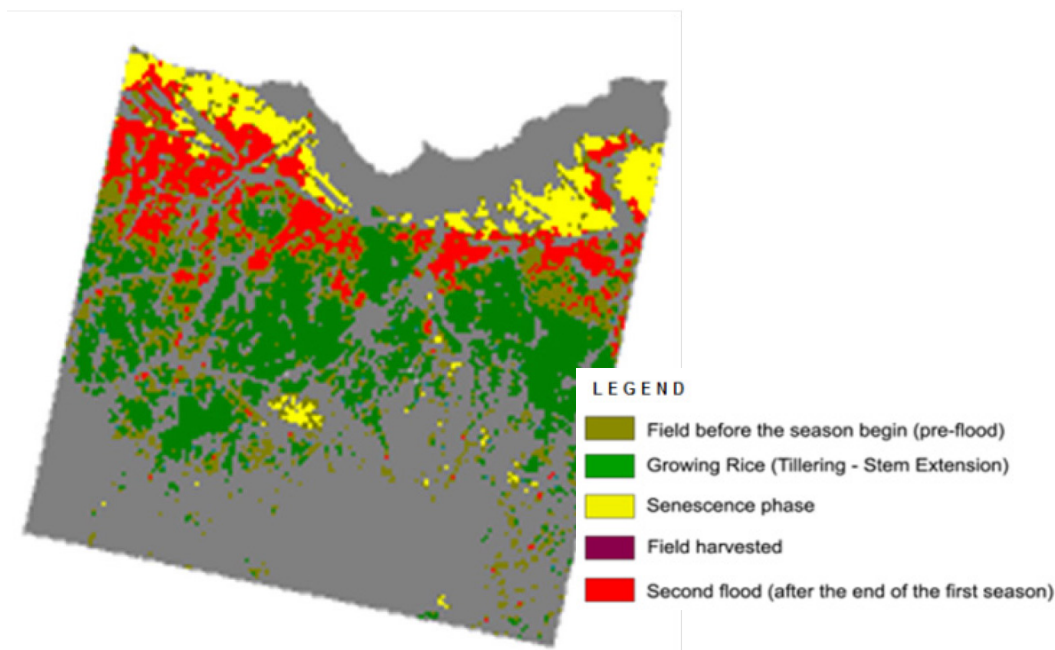 LEGEND
Field before the season begin (pre-flood)
Growing Rice (Tillering - Stem Extension)
Senescence phase
Field harvested
Second flood (after the end of the first season)